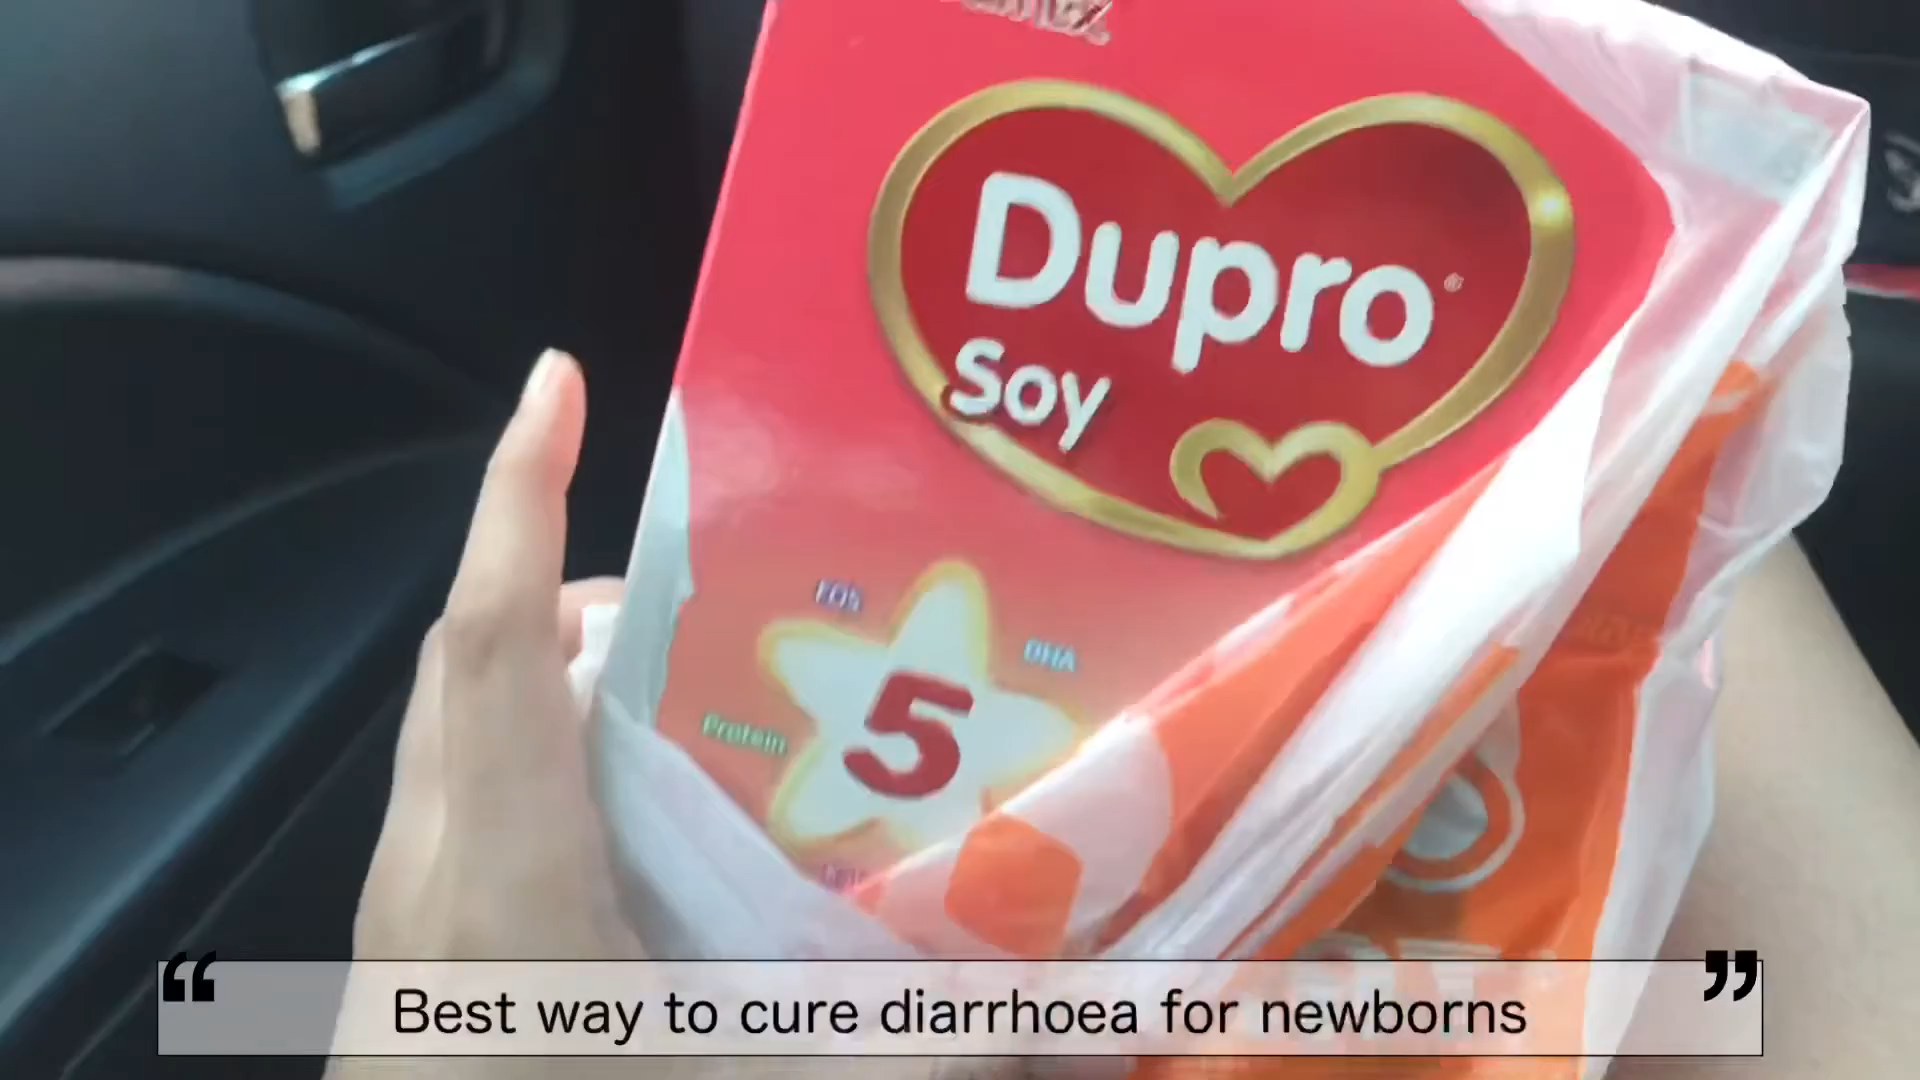 Dupro
Soy
FOS
DHA
5
Protein
“ Best way to cure diarrhoea for newborns ”